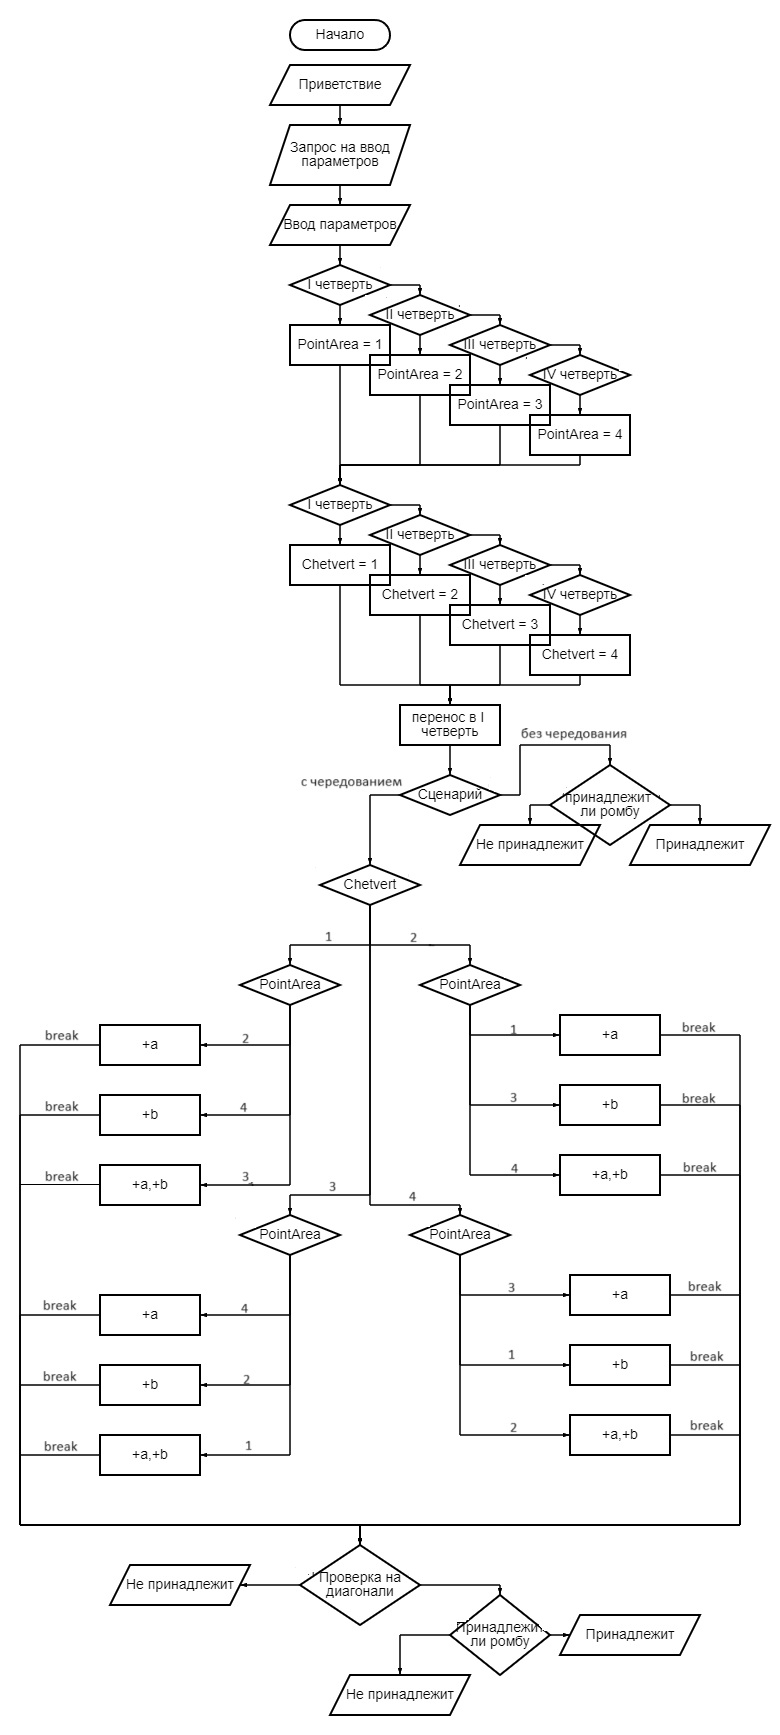 Начало
Приветствие
Запрос на ввод
параметров
Ввод параметров
I четверть
II четверть
III четверть
IV четверть
PointArea = 1
PointArea = 2
PointArea = 3
PointArea = 4
I четверть
II четверть
III четверть
IV четверть
Chetvert = 1
Chetvert = 2
Chetvert = 3
Chetvert = 4
перенос в I
четверть
без чередования
с чередованием
Сценарий
принадлежит
ли ромбу
Не принадлежит
Принадлежит
Chetvert
1
2
PointArea
PointArea
break
+a
2
1
+a
break
break
+b
4
3
+b
break
break
+a,+b
3
4
+a,+b
break
3
4
PointArea
PointArea
break
+a
4
3
+a
break
break
+b
2
1
+b
break
break
+a,+b
1
2
+a,+b
break
Проверка на
диагонали
Не принадлежит
Принадлежит
ли ромбу
Принадлежит
Не принадлежит